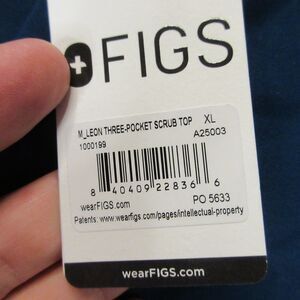 FIGS
M_LEON THREE-POCKET SCRUB TOP XL
1000199 A25003
8 40409 22836 6
wearFIGS.com PO 5633
Patents: www.wearfigs.com/pages/intellectual-property
wearFIGS.com